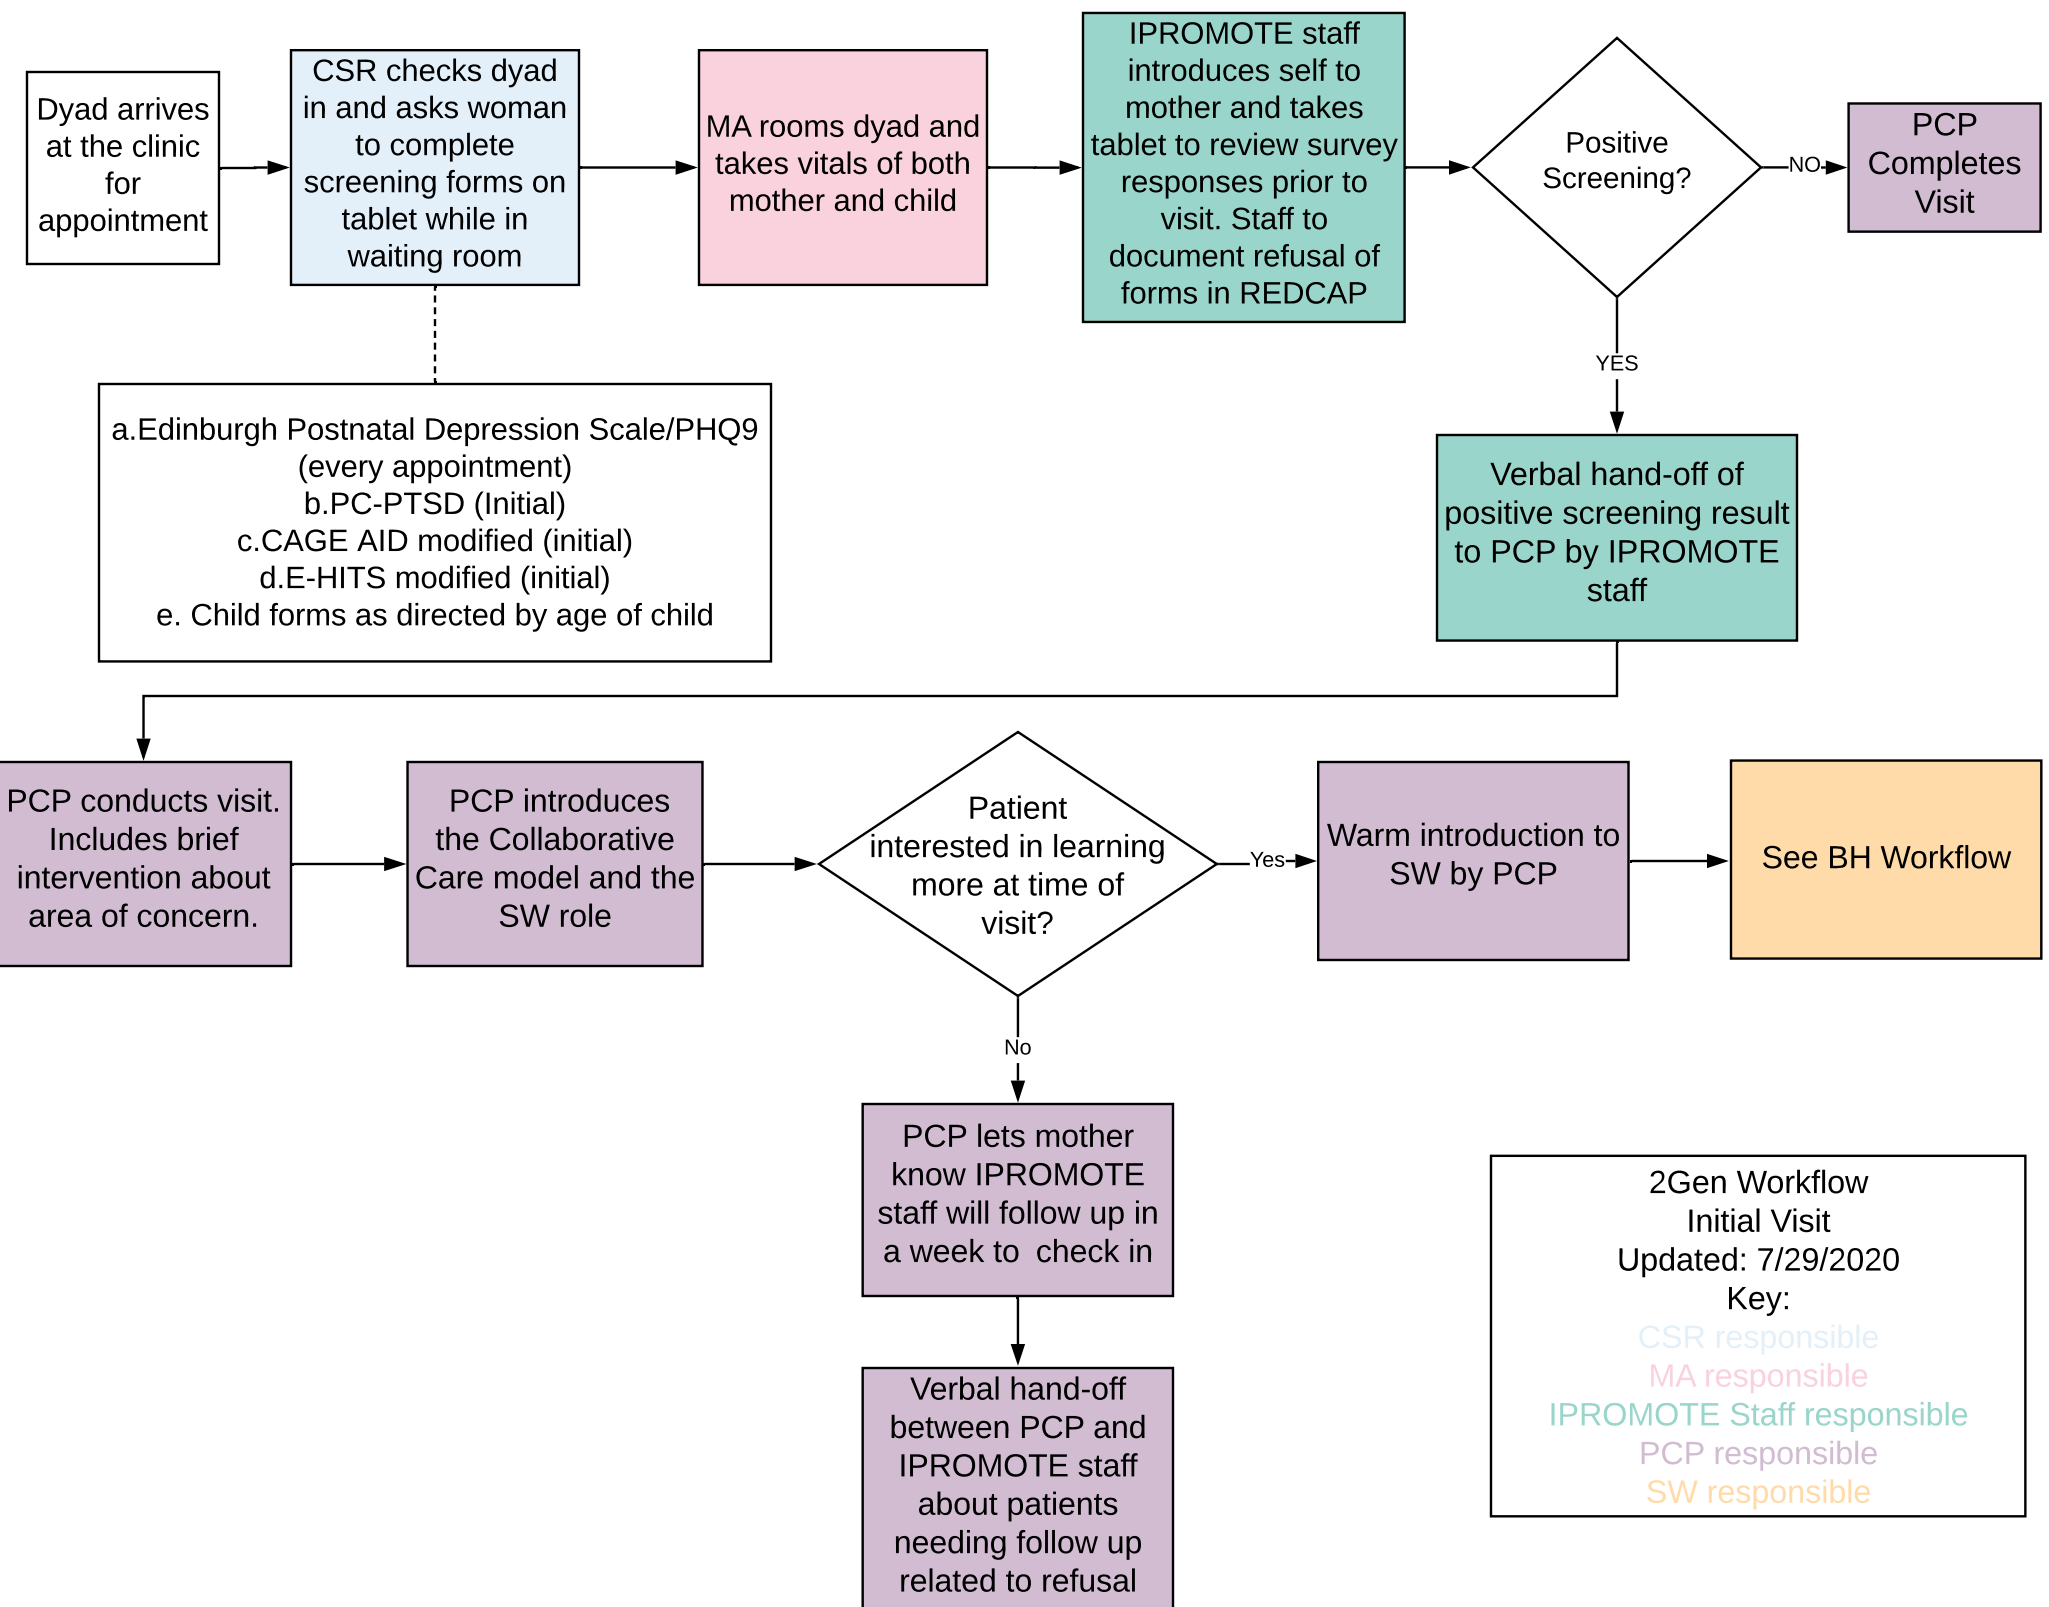 Dyad arrives
at the clinic
for
appointment
CSR checks dyad
in and asks woman
to complete
screening forms on
tablet while in
waiting room
MA rooms dyad and
takes vitals of both
mother and child
IPROMOTE staff
introduces self to
mother and takes
tablet to review survey
responses prior to
visit. Staff to
document refusal of
forms in REDCAP
Positive
Screening?
NO
PCP
Completes
Visit
YES
a.Edinburgh Postnatal Depression Scale/PHQ9
(every appointment)
b.PC-PTSD (Initial)
c.CAGE AID modified (initial)
d.E-HITS modified (initial)
e. Child forms as directed by age of child
Verbal hand-off of
positive screening result
to PCP by IPROMOTE
staff
PCP conducts visit.
Includes brief
intervention about
area of concern.
PCP introduces
the Collaborative
Care model and the
SW role
Patient
interested in learning
more at time of
visit?
Yes
Warm introduction to
SW by PCP
See BH Workflow
No
PCP lets mother
know IPROMOTE
staff will follow up in
a week to  check in
Verbal hand-off
between PCP and
IPROMOTE staff
about patients
needing follow up
related to refusal
2Gen Workflow
Initial Visit
Updated: 7/29/2020
Key:
CSR responsible
MA responsible
IPROMOTE Staff responsible
PCP responsible
SW responsible